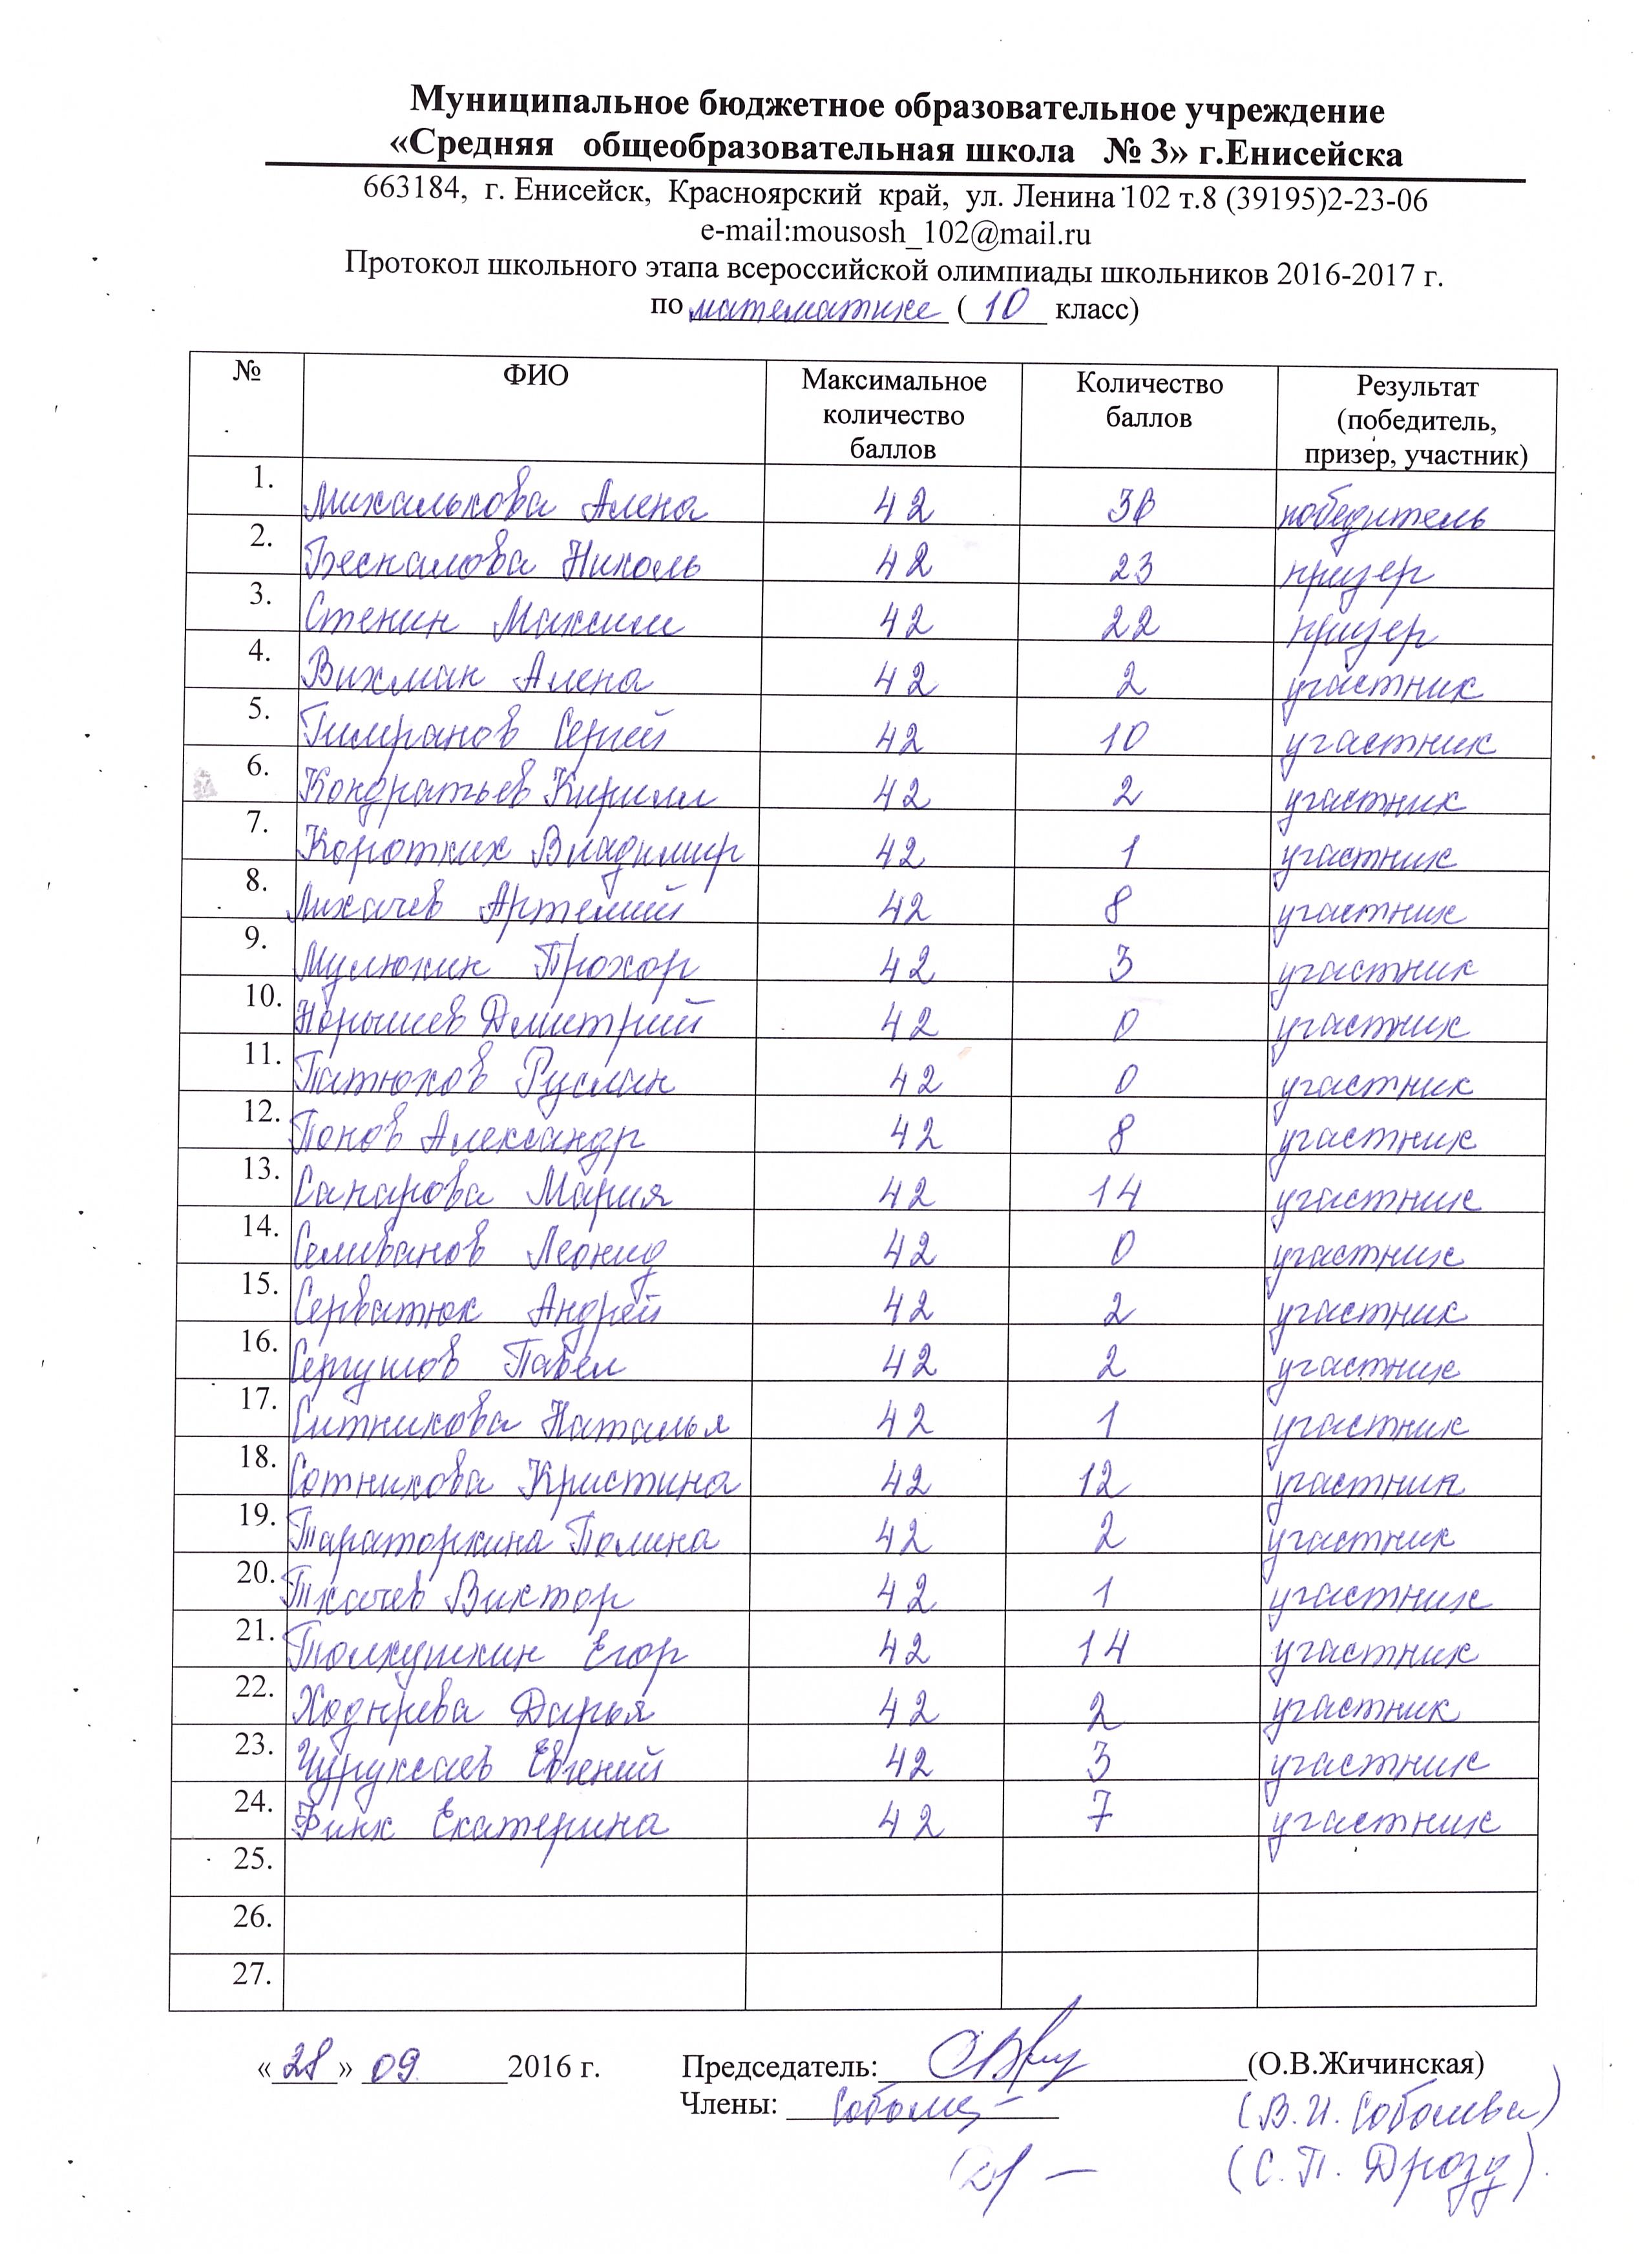 Муниципальное бюджетное образовательное учреждение
«Средняя общеобразовательная школа № 3» г.Енисейска
663184, г. Енисейск, Красноярский край, ул. Ленина 102 т.8 (39195)2-23-06
e-mail:mousosh_102@mail.ru
Протокол школьного этапа всероссийской олимпиады школьников 2016-2017 г.
по математике (10 класс)
№ ФИО Максимальное количество баллов Количество баллов Результат (победитель, призер, участник)
1. Михалькова Алена 42 победитель
2. Беспалова Николь 42 23 призер
3. Стенин Максим 42 22 призер
4. Вихман Алена 42 2 участник
5. Гимранов Сергей 42 10 участник
6. Кондратьев Кирилл 42 2 участник
7. Коротких Владимир 42 1 участник
8. Лихачев Артемий 42 8 участник
9. Мулюкин Прохор 42 3 участник
10. Дмитрий 42 0 участник
11. Патюков Руслан 42 0 участник
12. Попов Александр 42 8 участник
13. Сапарова Мария 42 14 участник
14. Селиванов Леонид 42 0 участник
15. Серватюк Андрей 42 2 участник
16. Сергушов Павел 42 2 участник
17. Ситникова Наталья 42 1 участник
18. Сотникова Кристина 42 12 участник
19. Тараторкина Полина 42 2 участник
20. Ткачев Виктор 42 1 участник
21. Толкушкин Егор 42 14 участник
22. Дарья 42 2 участник
23. Евгений 42 3 участник
24. Финк Екатерина 42 7 участник
25.
26.
27.
«28» 09 2016 г. Председатель: (О.В.Жичинская)
Члены: (В.И. Соболева)
(С.П. Дрозд).